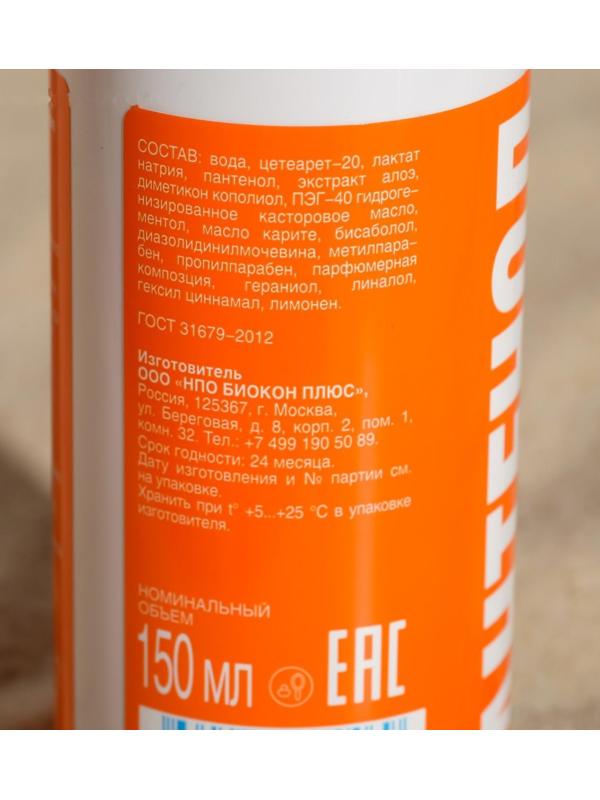 СОСТАВ: вода, цетеарет-20, лактат
натрия, пантенол, экстракт алоэ,
диметикон кополиол, ПЭГ-40 гидроге-
низированное касторовое масло,
ментол, масло карите, бисаболол,
диазолидинилмочевина, метилпара-
бен, пропилпарабен, парфюмерная
композция, гераниол, линалол,
гексил циннамал, лимонен.
ГОСТ 31679-2012
Изготовитель
ООО «НПО БИОКОН ПЛЮС»,
Россия, 125367, г. Москва,
ул. Береговая, д. 8, корп. 2, пом. 1,
комн. 32. Тел.: +7 499 190 50 89.
Срок годности: 24 месяца.
Дату изготовления и № партии см.
на упаковке.
Хранить при t° +5...+25 °С в упаковке
изготовителя.
НОМИНАЛЬНЫЙ
ОБЪЕМ
150 МЛ
EAC